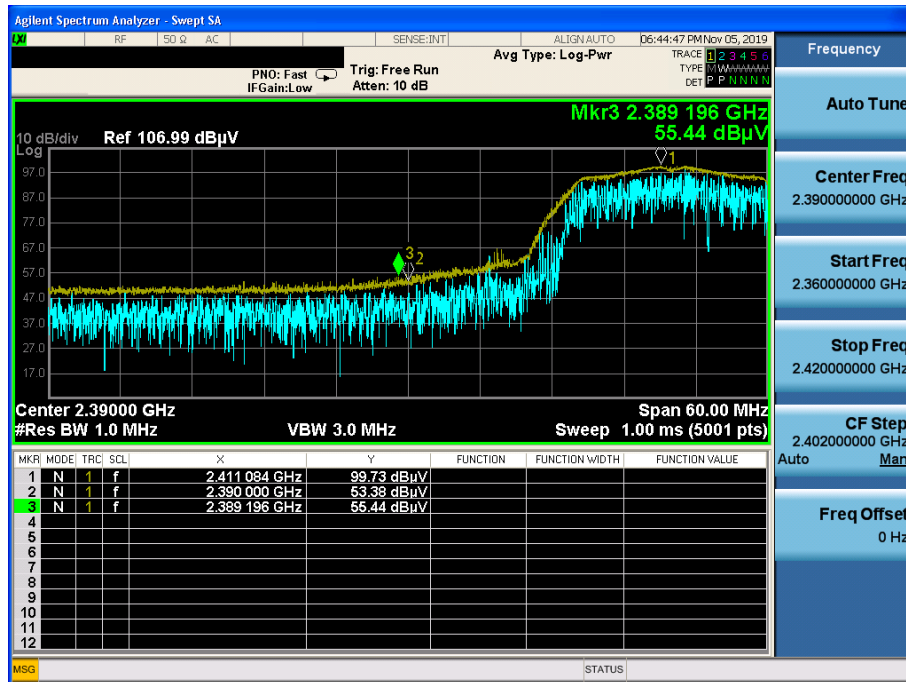 Agilent Spectrum Analyzer - Swept SA
LXI RF 50 Ω AC SENSE:INT ALIGN AUTO 06:44:47 PM Nov 05, 2019
PNO: Fast Trig: Free Run Avg Type: Log-Pwr TRACE 1 2 3 4 5 6
IFGain:Low Atten: 10 dB TYPE M W W W W W
DET P P N N N N
Mkr3 2.389 196 GHz
55.44 dBµV
10 dB/div Ref 106.99 dBµV
Log
97.0
87.0
77.0
67.0
57.0
47.0
37.0
27.0
17.0
1
3 2
Center 2.39000 GHz Span 60.00 MHz
#Res BW 1.0 MHz VBW 3.0 MHz Sweep 1.00 ms (5001 pts)
MKR MODE TRC SCL X Y FUNCTION FUNCTION WIDTH FUNCTION VALUE
1 N 1 f 2.411 084 GHz 99.73 dBµV
2 N 1 f 2.390 000 GHz 53.38 dBµV
3 N 1 f 2.389 196 GHz 55.44 dBµV
4
5
6
7
8
9
10
11
12
MSG STATUS
Frequency
Auto Tune
Center Freq
2.390000000 GHz
Start Freq
2.360000000 GHz
Stop Freq
2.420000000 GHz
CF Step
2.402000000 GHz
Auto Man
Freq Offset
0 Hz